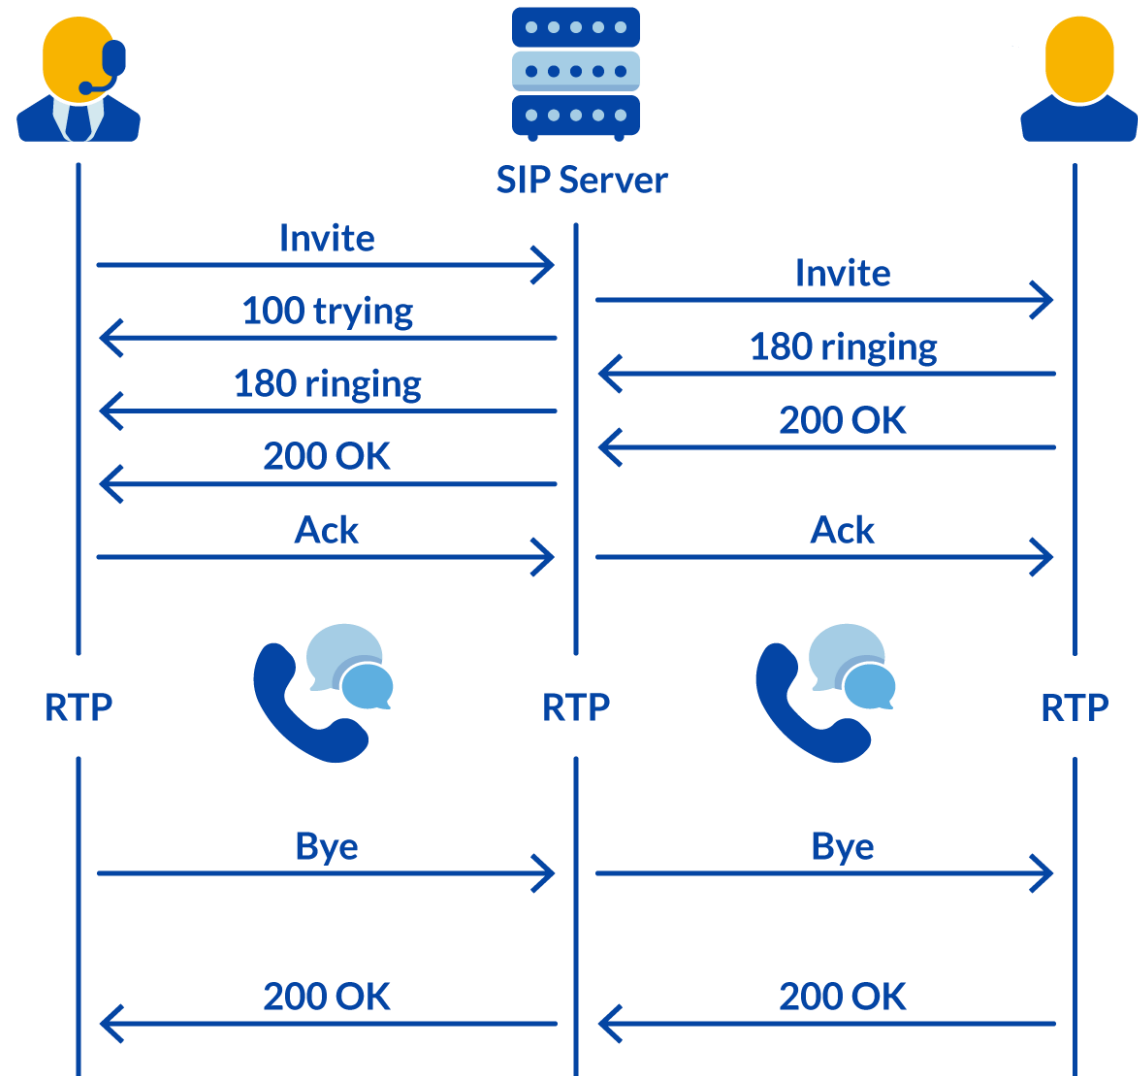 SIP Server
Invite
Invite
100 trying
180 ringing
180 ringing
200 OK
200 OK
Ack
Ack
RTP
RTP
RTP
Bye
Bye
200 OK
200 OK